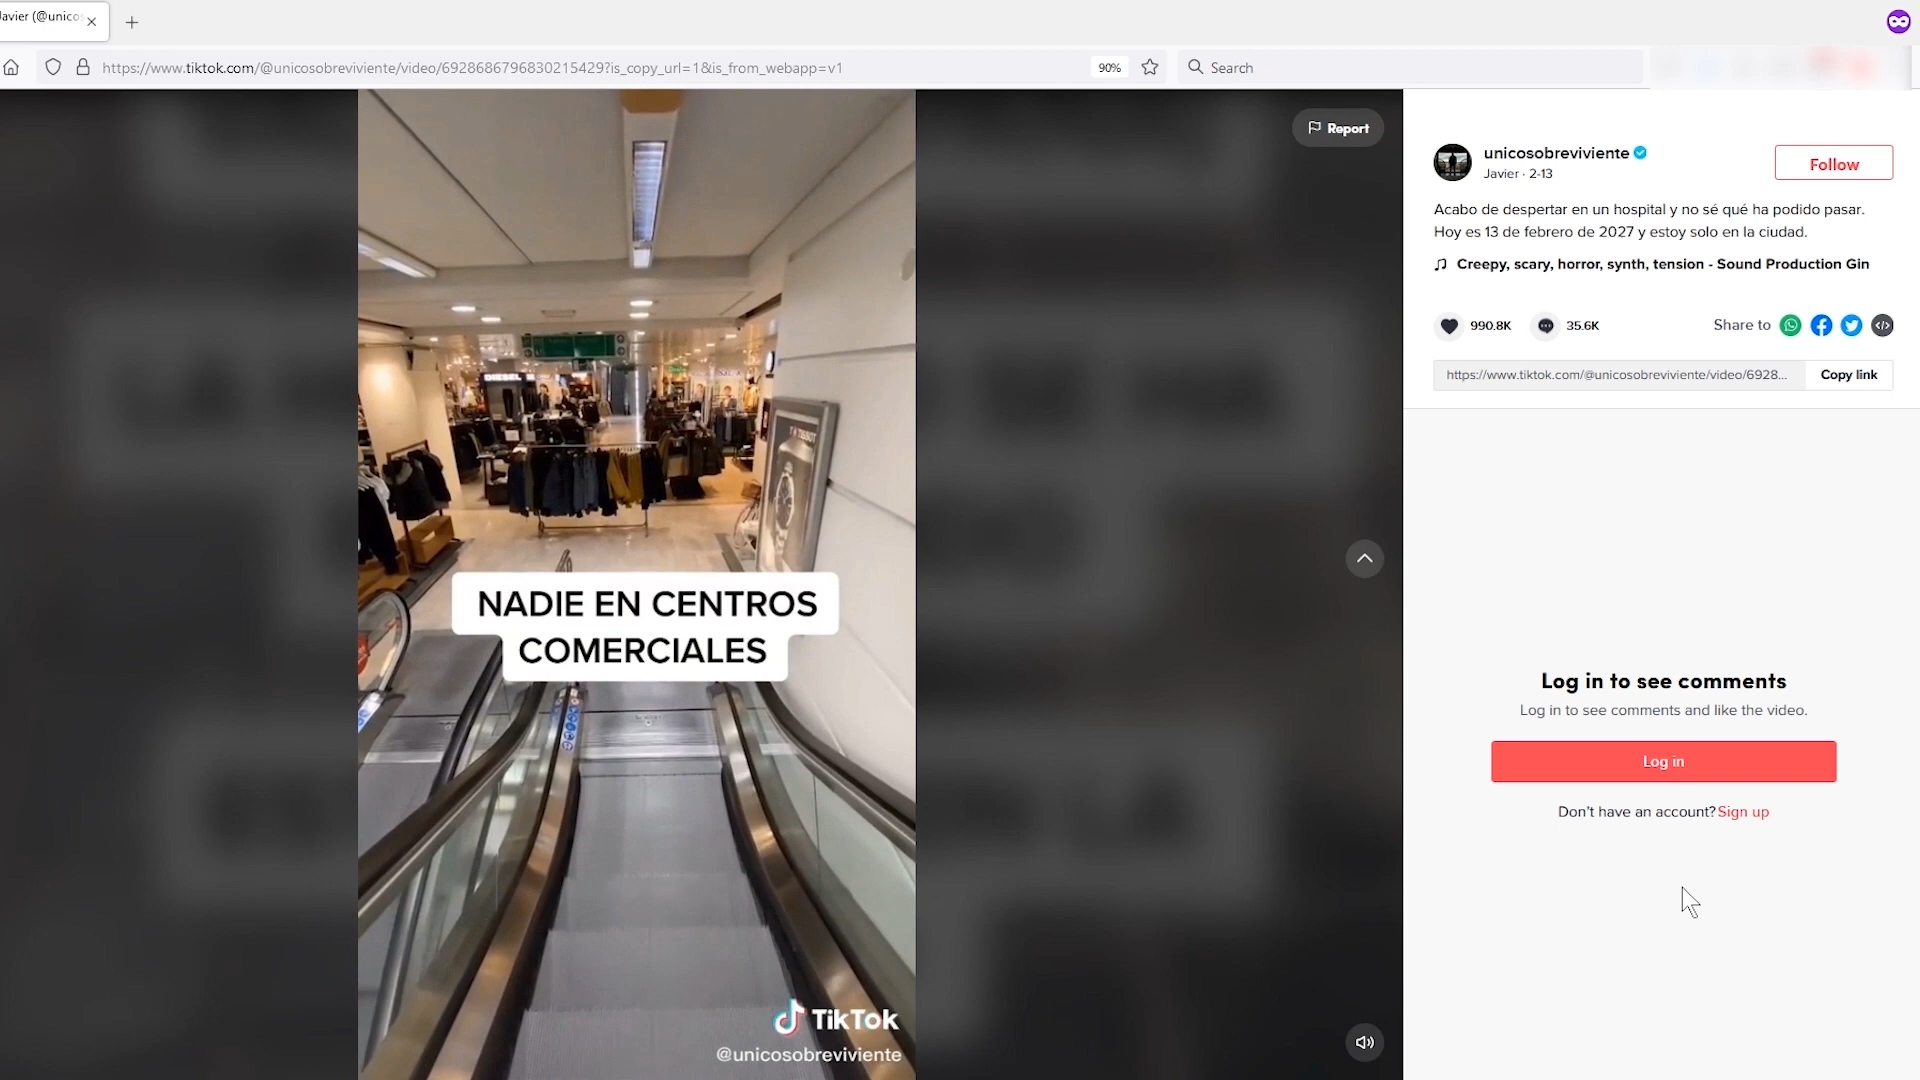 Javier (@unicos
https://www.tiktok.com/@unicosobreviviente/video/6928686796830215429?is_copy_url=1&is_from_webapp=v1
90%
Search
Report
DIESEL
TISSOT
NADIE EN CENTROS
COMERCIALES
TikTok
@unicosobreviviente
unicosobreviviente
Javier · 2-13
Follow
Acabo de despertar en un hospital y no sé qué ha podido pasar.
Hoy es 13 de febrero de 2027 y estoy solo en la ciudad.
Creepy, scary, horror, synth, tension - Sound Production Gin
990.8K
35.6K
Share to
https://www.tiktok.com/@unicosobreviviente/video/6928...
Copy link
Log in to see comments
Log in to see comments and like the video.
Log in
Don't have an account? Sign up